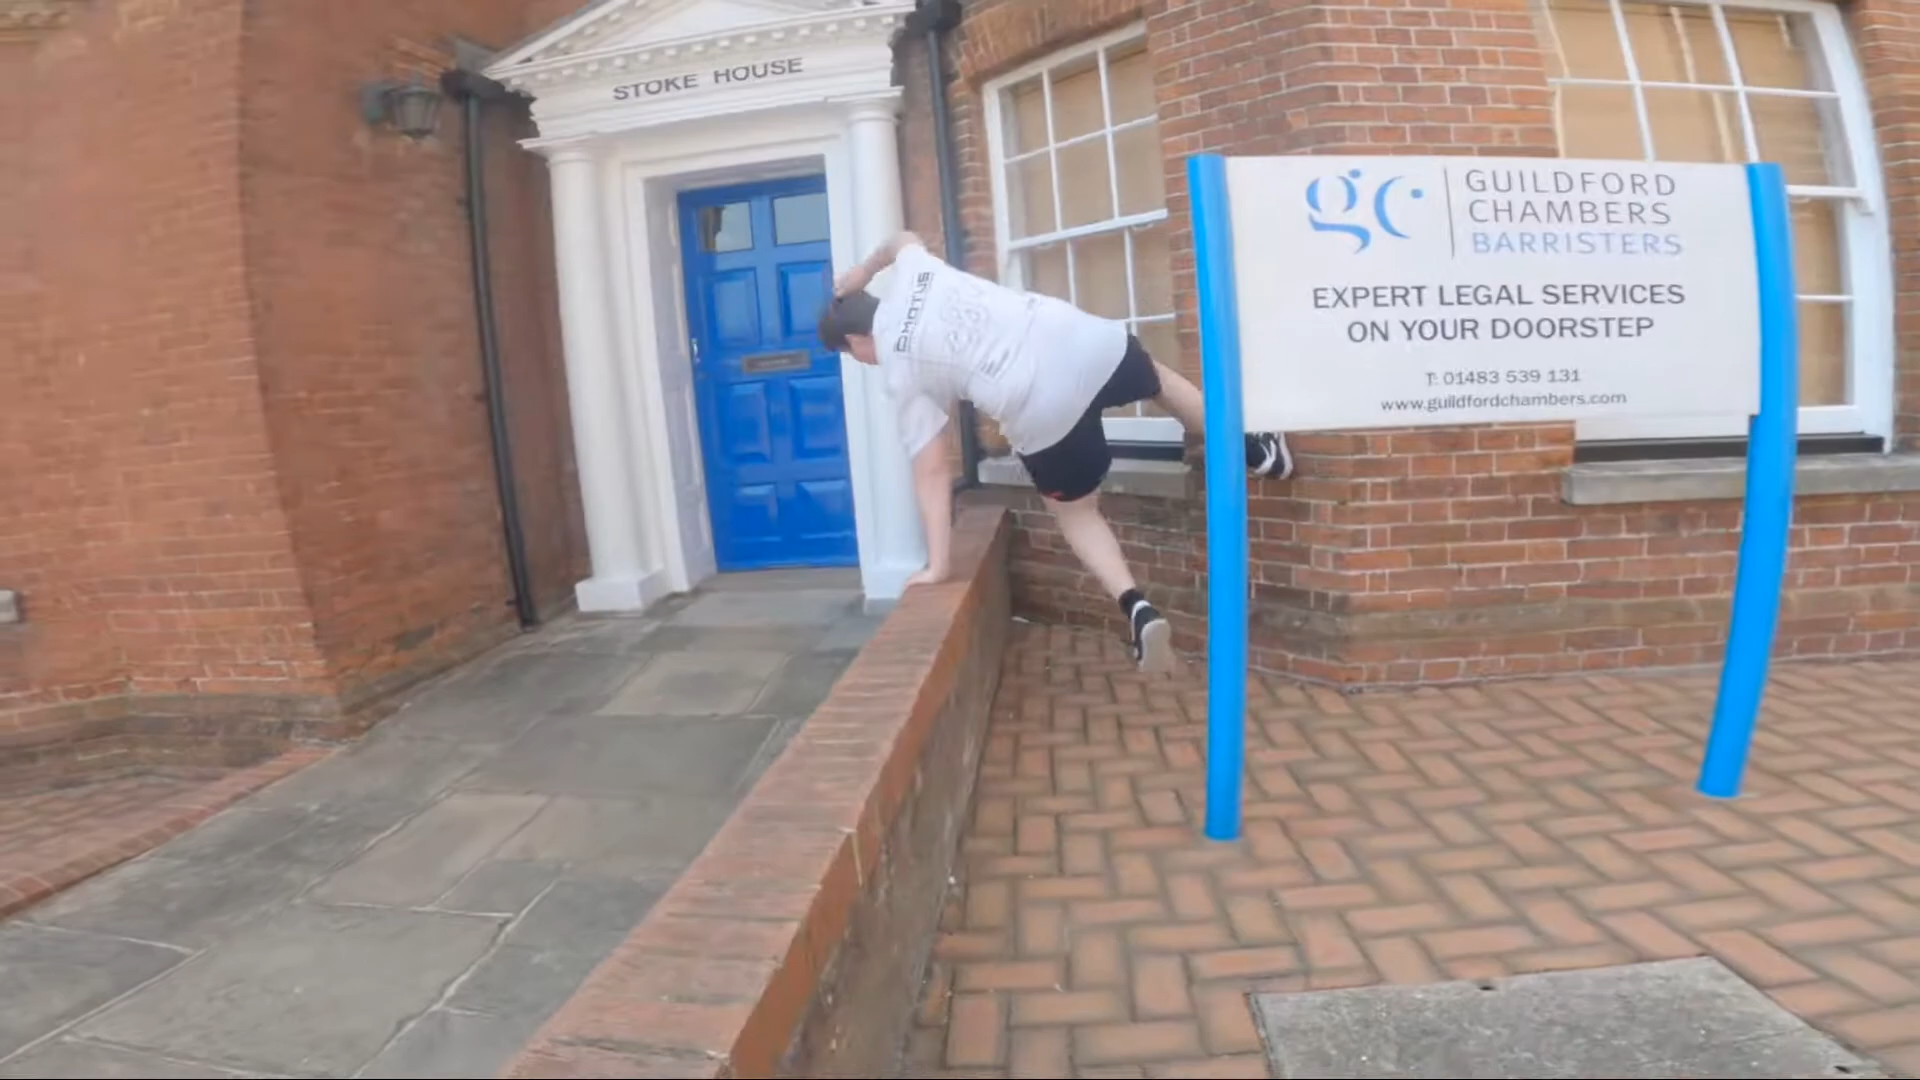 STOKE HOUSE
gc
GUILDFORD
CHAMBERS
BARRISTERS
EXPERT LEGAL SERVICES
ON YOUR DOORSTEP
T: 01483 539 131
www.guildfordchambers.com